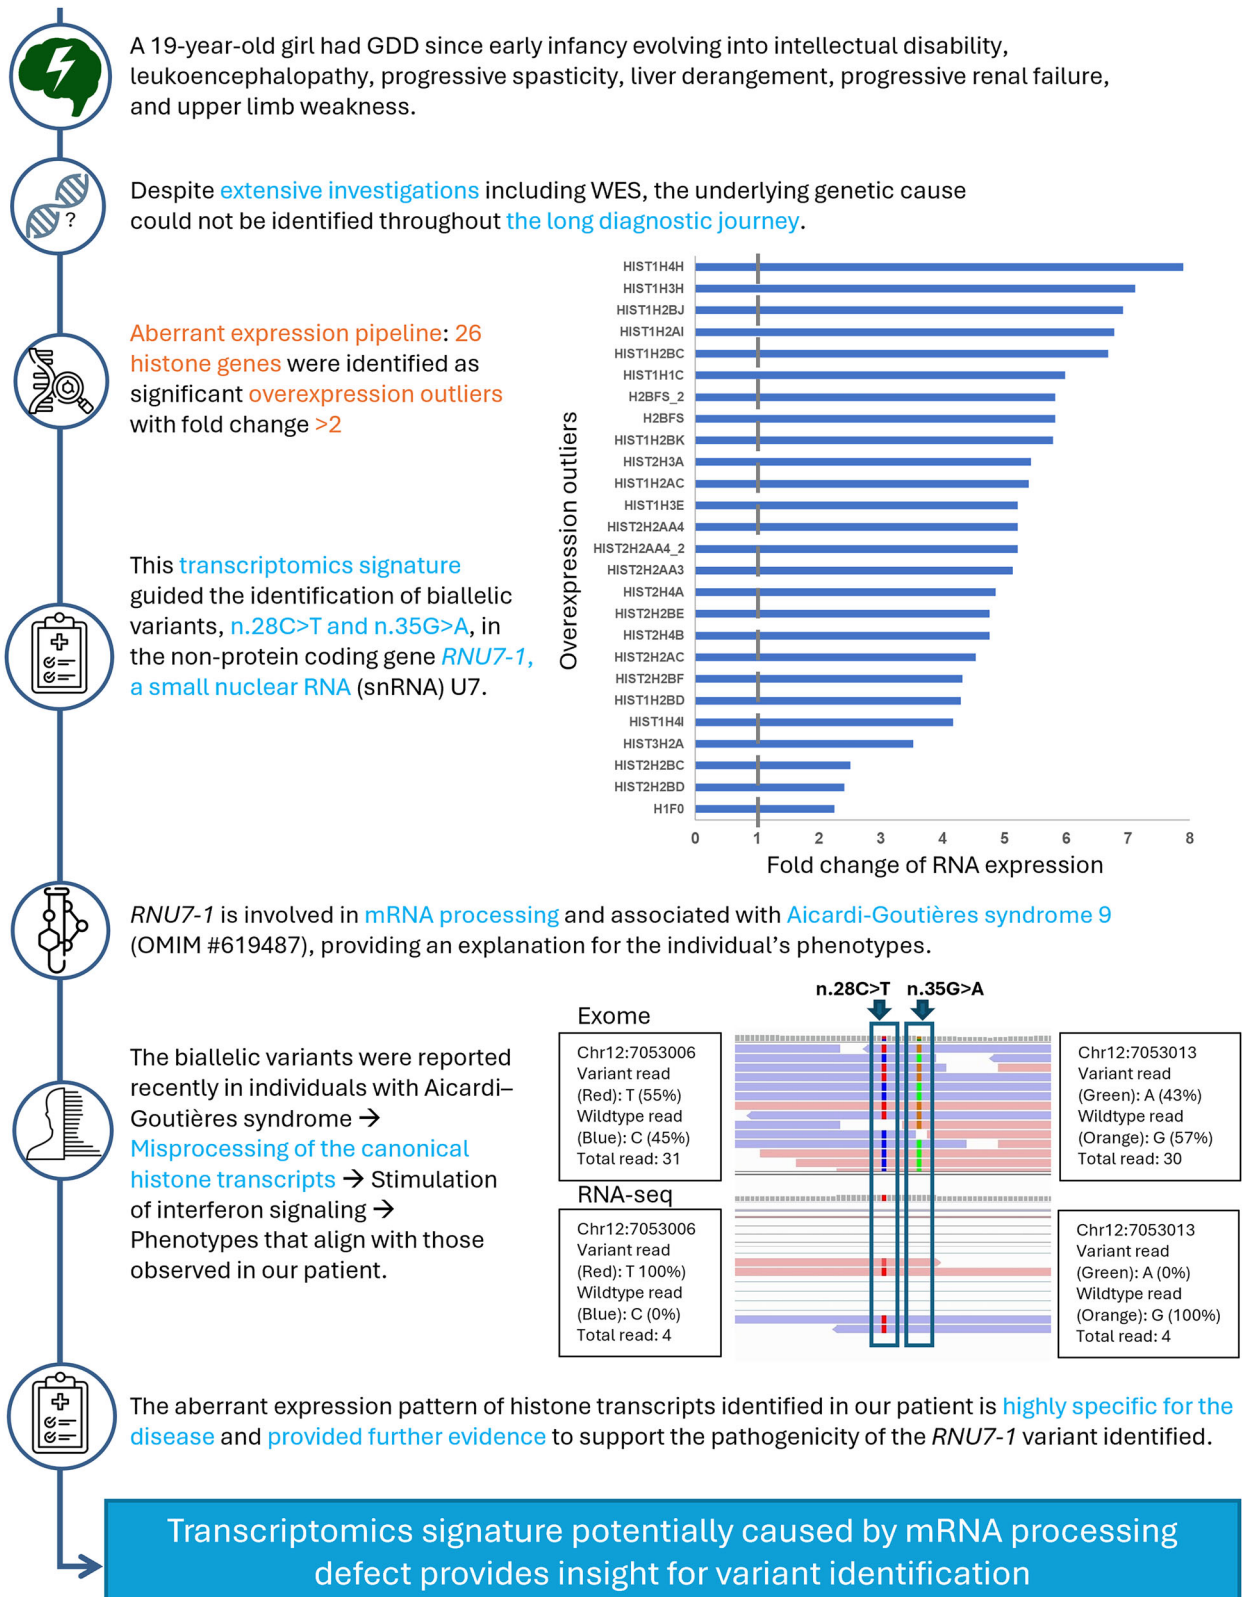 A 19-year-old girl had GDD since early infancy evolving into intellectual disability,
leukoencephalopathy, progressive spasticity, liver derangement, progressive renal failure,
and upper limb weakness.
?
Despite extensive investigations including WES, the underlying genetic cause
could not be identified throughout the long diagnostic journey.
Aberrant expression pipeline: 26
histone genes were identified as
significant overexpression outliers
with fold change >2
This transcriptomics signature
guided the identification of biallelic
variants, n.28C>T and n.35G>A, in
the non-protein coding gene RNU7-1,
a small nuclear RNA (snRNA) U7.
Overexpression outliers
HIST1H4H
HIST1H3H
HIST1H2BJ
HIST1H2AI
HIST1H2BC
HIST1H1C
H2BFS_2
H2BFS
HIST1H2BK
HIST2H3A
HIST1H2AC
HIST1H3E
HIST2H2AA4
HIST2H2AA4_2
HIST2H2AA3
HIST2H4A
HIST2H2BE
HIST2H4B
HIST2H2AC
HIST2H2BF
HIST1H2BD
HIST1H4I
HIST3H2A
HIST2H2BC
HIST2H2BD
H1F0
0 1 2 3 4 5 6 7 8
Fold change of RNA expression
RNU7-1 is involved in mRNA processing and associated with Aicardi-Goutières syndrome 9
(OMIM #619487), providing an explanation for the individual's phenotypes.
The biallelic variants were reported
recently in individuals with Aicardi–
Goutières syndrome →
Misprocessing of the canonical
histone transcripts → Stimulation
of interferon signaling →
Phenotypes that align with those
observed in our patient.
n.28C>T n.35G>A
Exome
Chr12:7053006
Variant read
(Red): T (55%)
Wildtype read
(Blue): C (45%)
Total read: 31
Chr12:7053013
Variant read
(Green): A (43%)
Wildtype read
(Orange): G (57%)
Total read: 30
RNA-seq
Chr12:7053006
Variant read
(Red): T 100%)
Wildtype read
(Blue): C (0%)
Total read: 4
Chr12:7053013
Variant read
(Green): A (0%)
Wildtype read
(Orange): G (100%)
Total read: 4
The aberrant expression pattern of histone transcripts identified in our patient is highly specific for the
disease and provided further evidence to support the pathogenicity of the RNU7-1 variant identified.
Transcriptomics signature potentially caused by mRNA processing
defect provides insight for variant identification